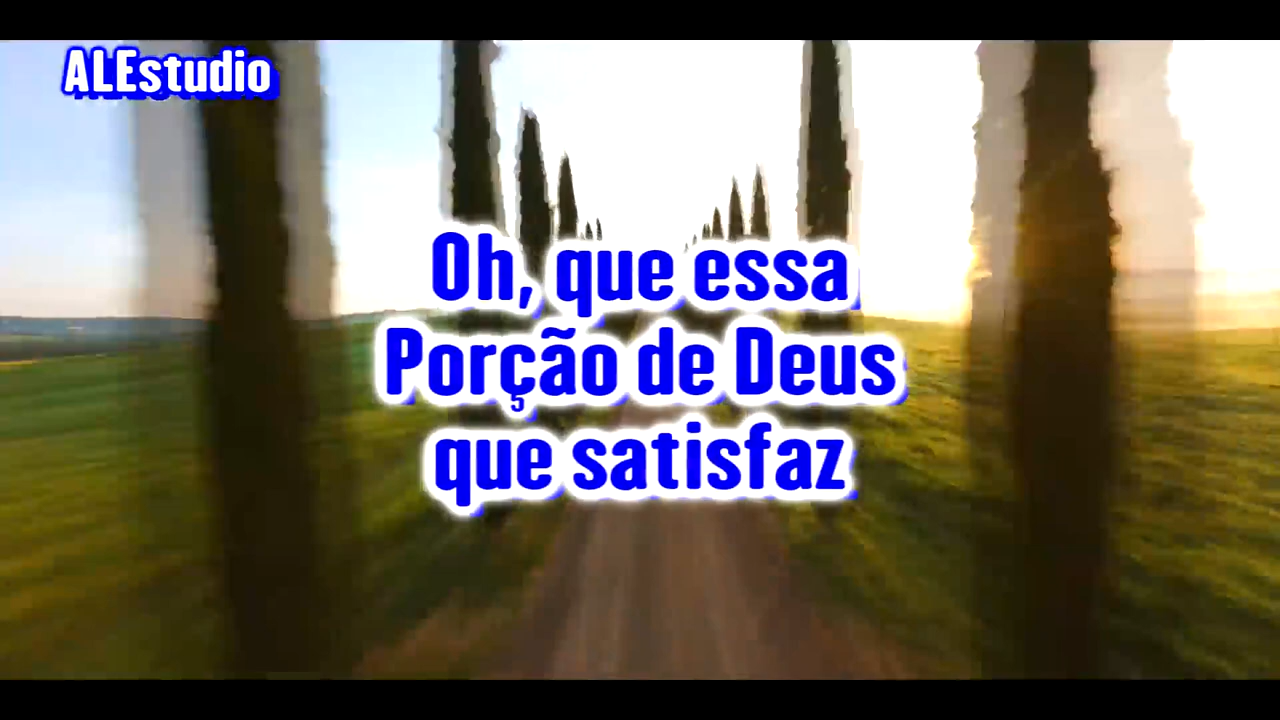 ALEstudio
Oh, que essa
Porção de Deus
que satisfaz